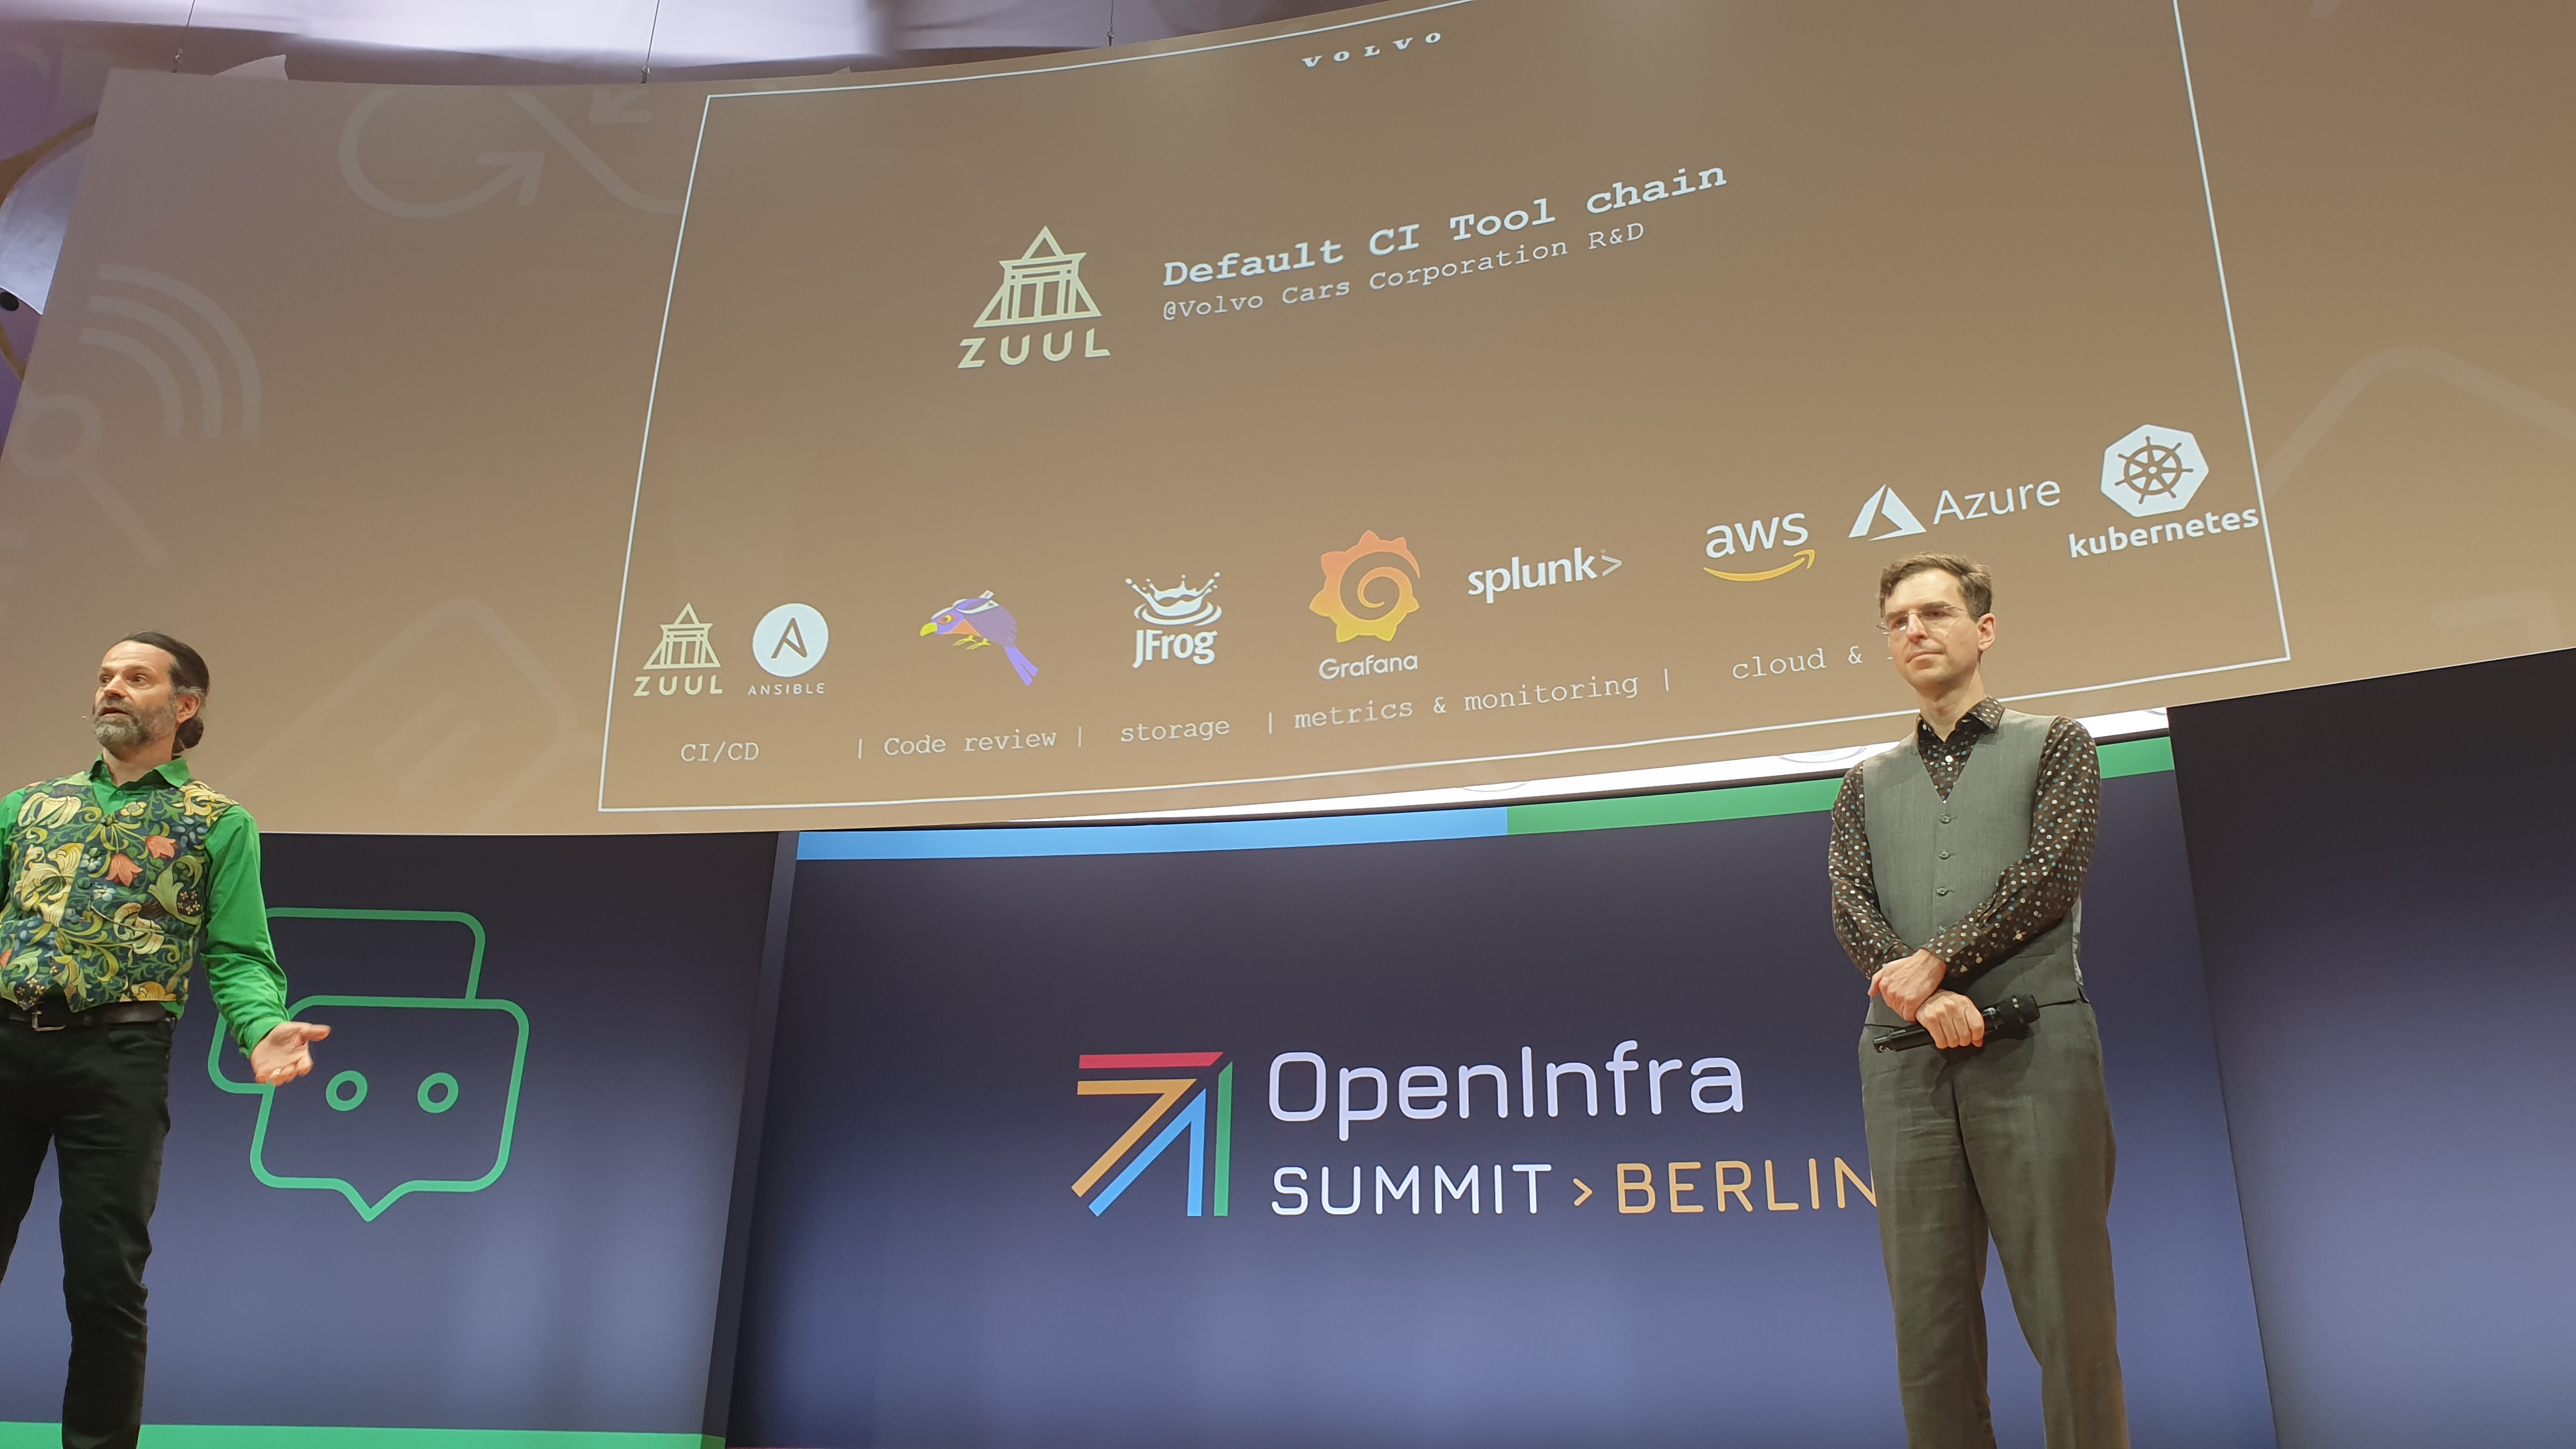 VOLVO
Default CI Tool chain
@Volvo Cars Corporation R&D
ZUUL
ZUUL
ANSIBLE
JFrog
Grafana
splunk>
aws
Azure
kubernetes
CI/CD | Code review | storage | metrics & monitoring | cloud &
OpenInfra
SUMMIT > BERLIN